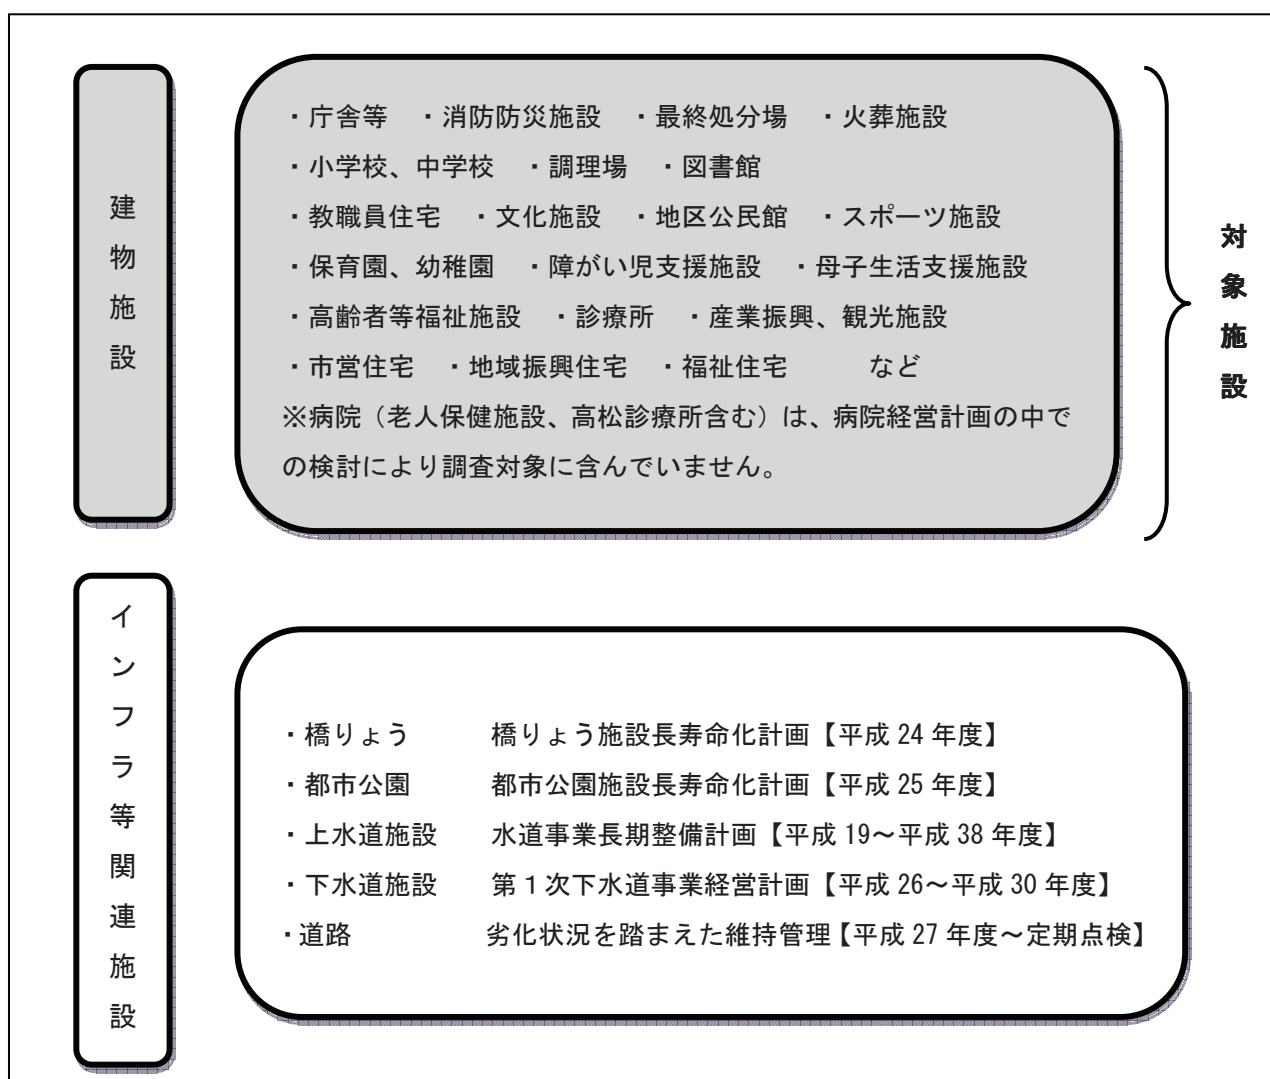 建物施設
・庁舎等　・消防防災施設　・最終処分場　・火葬施設
・小学校、中学校　・調理場　・図書館
・教職員住宅　・文化施設　・地区公民館　・スポーツ施設
・保育園、幼稚園　・障がい児支援施設　・母子生活支援施設
・高齢者等福祉施設　・診療所　・産業振興、観光施設
・市営住宅　・地域振興住宅　・福祉住宅　　　など
※病院（老人保健施設、高松診療所含む）は、病院経営計画の中で
の検討により調査対象に含んでいません。
対象施設
インフラ等関連施設
・橋りょう　　　橋りょう施設長寿命化計画【平成 24 年度】
・都市公園　　　都市公園施設長寿命化計画【平成 25 年度】
・上水道施設　　水道事業長期整備計画【平成 19～平成 38 年度】
・下水道施設　　第１次下水道事業経営計画【平成 26～平成 30 年度】
・道路　　　　　劣化状況を踏まえた維持管理【平成 27 年度～定期点検】